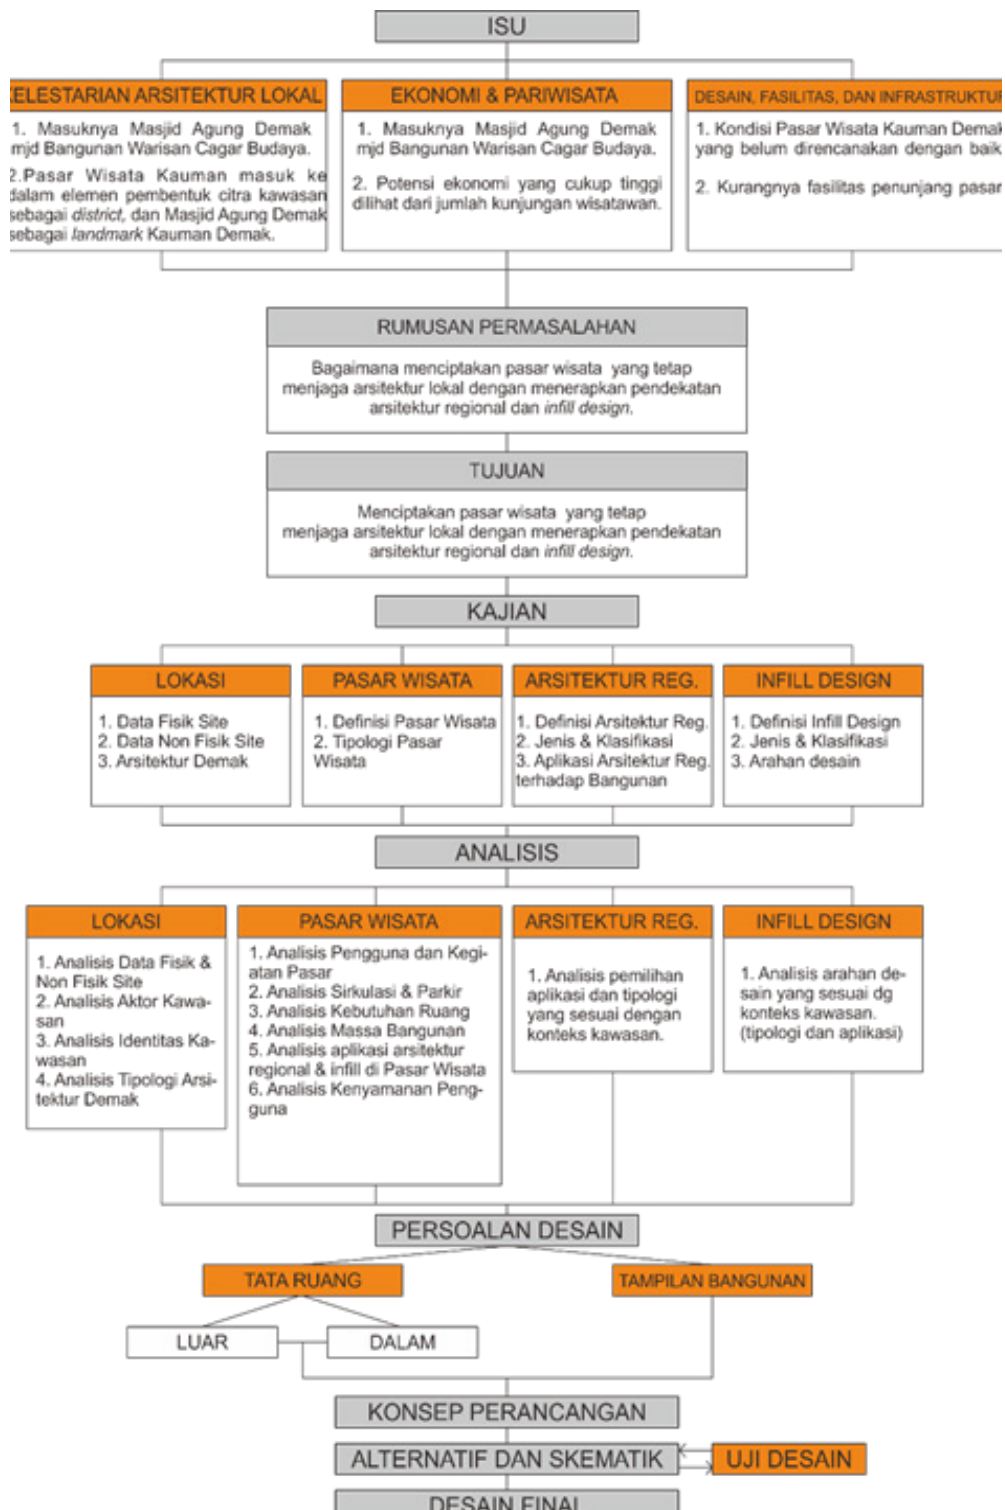 ISU
KELESTARIAN ARSITEKTUR LOKAL
1. Masuknya Masjid Agung Demak
mjd Bangunan Warisan Cagar Budaya.
2.Pasar Wisata Kauman masuk ke
dalam elemen pembentuk citra kawasan
sebagai district, dan Masjid Agung Demak
sebagai landmark Kauman Demak.
EKONOMI & PARIWISATA
1. Masuknya Masjid Agung Demak
mjd Bangunan Warisan Cagar Budaya.
2. Potensi ekonomi yang cukup tinggi
dilihat dari jumlah kunjungan wisatawan.
DESAIN, FASILITAS, DAN INFRASTRUKTUR
1. Kondisi Pasar Wisata Kauman Demak
yang belum direncanakan dengan baik
2. Kurangnya fasilitas penunjang pasar
RUMUSAN PERMASALAHAN
Bagaimana menciptakan pasar wisata yang tetap
menjaga arsitektur lokal dengan menerapkan pendekatan
arsitektur regional dan infill design.
TUJUAN
Menciptakan pasar wisata yang tetap
menjaga arsitektur lokal dengan menerapkan pendekatan
arsitektur regional dan infill design.
KAJIAN
LOKASI
1. Data Fisik Site
2. Data Non Fisik Site
3. Arsitektur Demak
PASAR WISATA
1. Definisi Pasar Wisata
2. Tipologi Pasar
Wisata
ARSITEKTUR REG.
1. Definisi Arsitektur Reg.
2. Jenis & Klasifikasi
3. Aplikasi Arsitektur Reg.
terhadap Bangunan
INFILL DESIGN
1. Definisi Infill Design
2. Jenis & Klasifikasi
3. Arahan desain
ANALISIS
LOKASI
1. Analisis Data Fisik &
Non Fisik Site
2. Analisis Aktor Kawa-
san
3. Analisis Identitas Ka-
wasan
4. Analisis Tipologi Arsi-
tektur Demak
PASAR WISATA
1. Analisis Pengguna dan Kegi-
atan Pasar
2. Analisis Sirkulasi & Parkir
3. Analisis Kebutuhan Ruang
4. Analisis Massa Bangunan
5. Analisis aplikasi arsitektur
regional & infill di Pasar Wisata
6. Analisis Kenyamanan Peng-
guna
ARSITEKTUR REG.
1. Analisis pemilihan
aplikasi dan tipologi
yang sesuai dengan
konteks kawasan.
INFILL DESIGN
1. Analisis arahan de-
sain yang sesuai dg
konteks kawasan.
(tipologi dan aplikasi)
PERSOALAN DESAIN
TATA RUANG
TAMPILAN BANGUNAN
LUAR
DALAM
KONSEP PERANCANGAN
ALTERNATIF DAN SKEMATIK
UJI DESAIN
DESAIN FINAL